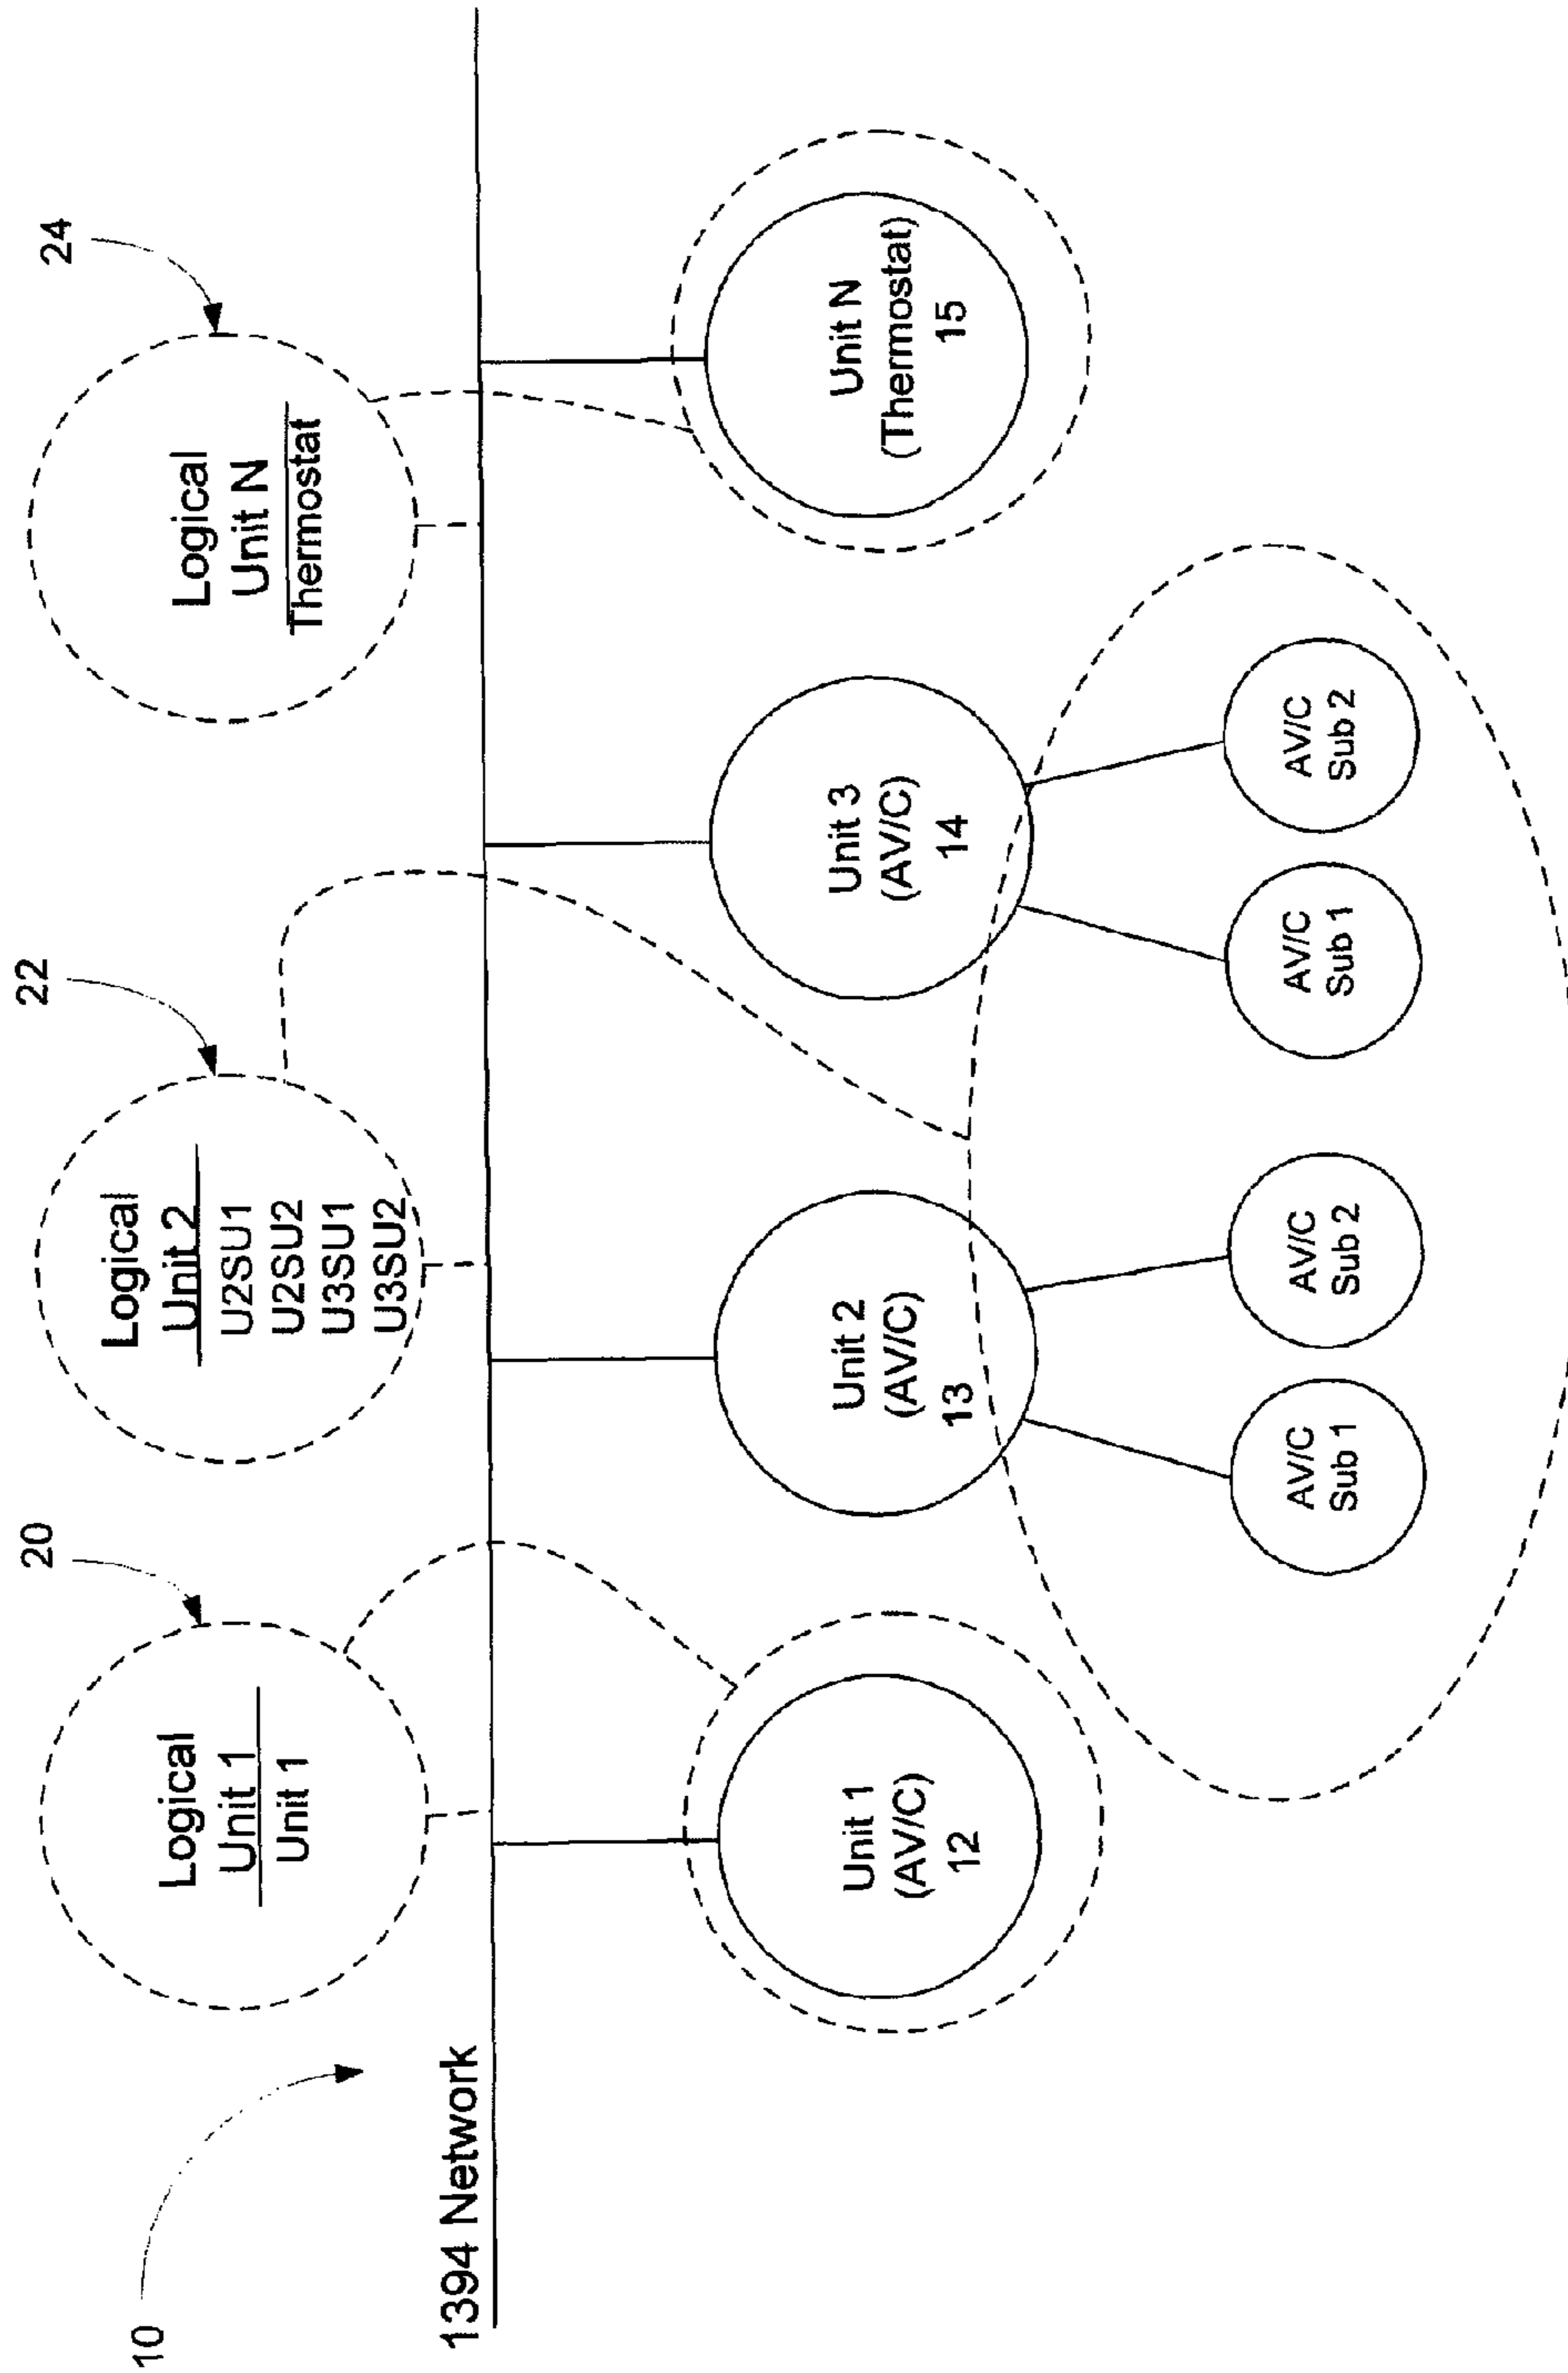 10
1394 Network
20
Logical
Unit 1
Unit 1
22
Logical
Unit 2
U2SU1
U2SU2
U3SU1
U3SU2
24
Logical
Unit N
Thermostat
Unit 1
(AV/C)
12
Unit 2
(AV/C)
13
Unit 3
(AV/C)
14
Unit N
(Thermostat)
15
AV/C
Sub 1
AV/C
Sub 2
AV/C
Sub 1
AV/C
Sub 2